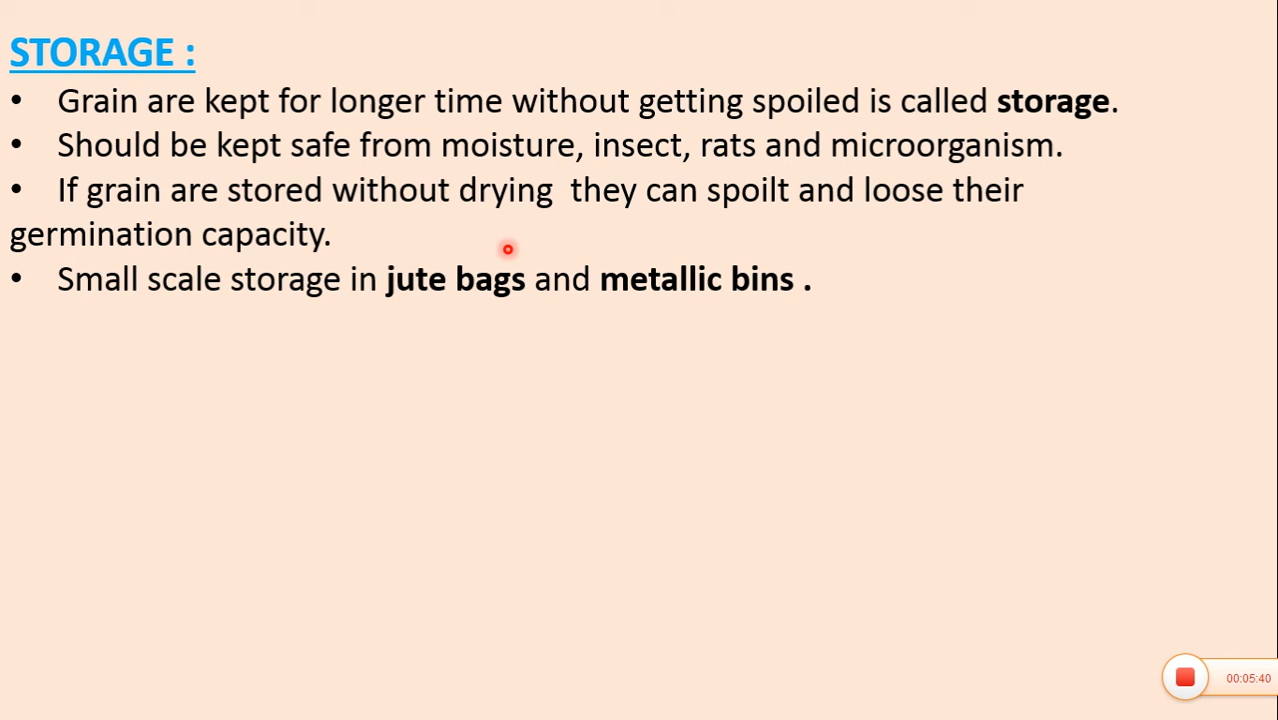 STORAGE :
• Grain are kept for longer time without getting spoiled is called storage.
• Should be kept safe from moisture, insect, rats and microorganism.
• If grain are stored without drying  they can spoilt and loose their
germination capacity.
• Small scale storage in jute bags and metallic bins .
00:05:40